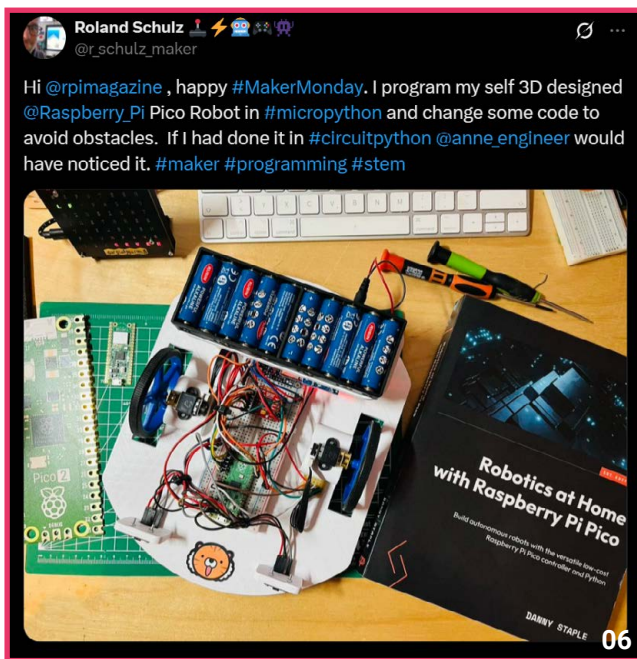 Roland Schulz 🕹️⚡🤖🎮👾
@r_schulz_maker
Hi @rpimagazine , happy #MakerMonday. I program my self 3D designed
@Raspberry_Pi Pico Robot in #micropython and change some code to
avoid obstacles. If I had done it in #circuitpython @anne_engineer would
have noticed it. #maker #programming #stem
Pico 2
Robotics at Home
with Raspberry Pi Pico
Build autonomous robots with the versatile low-cost
Raspberry Pi Pico controller and Python
DANNY STAPLE
06